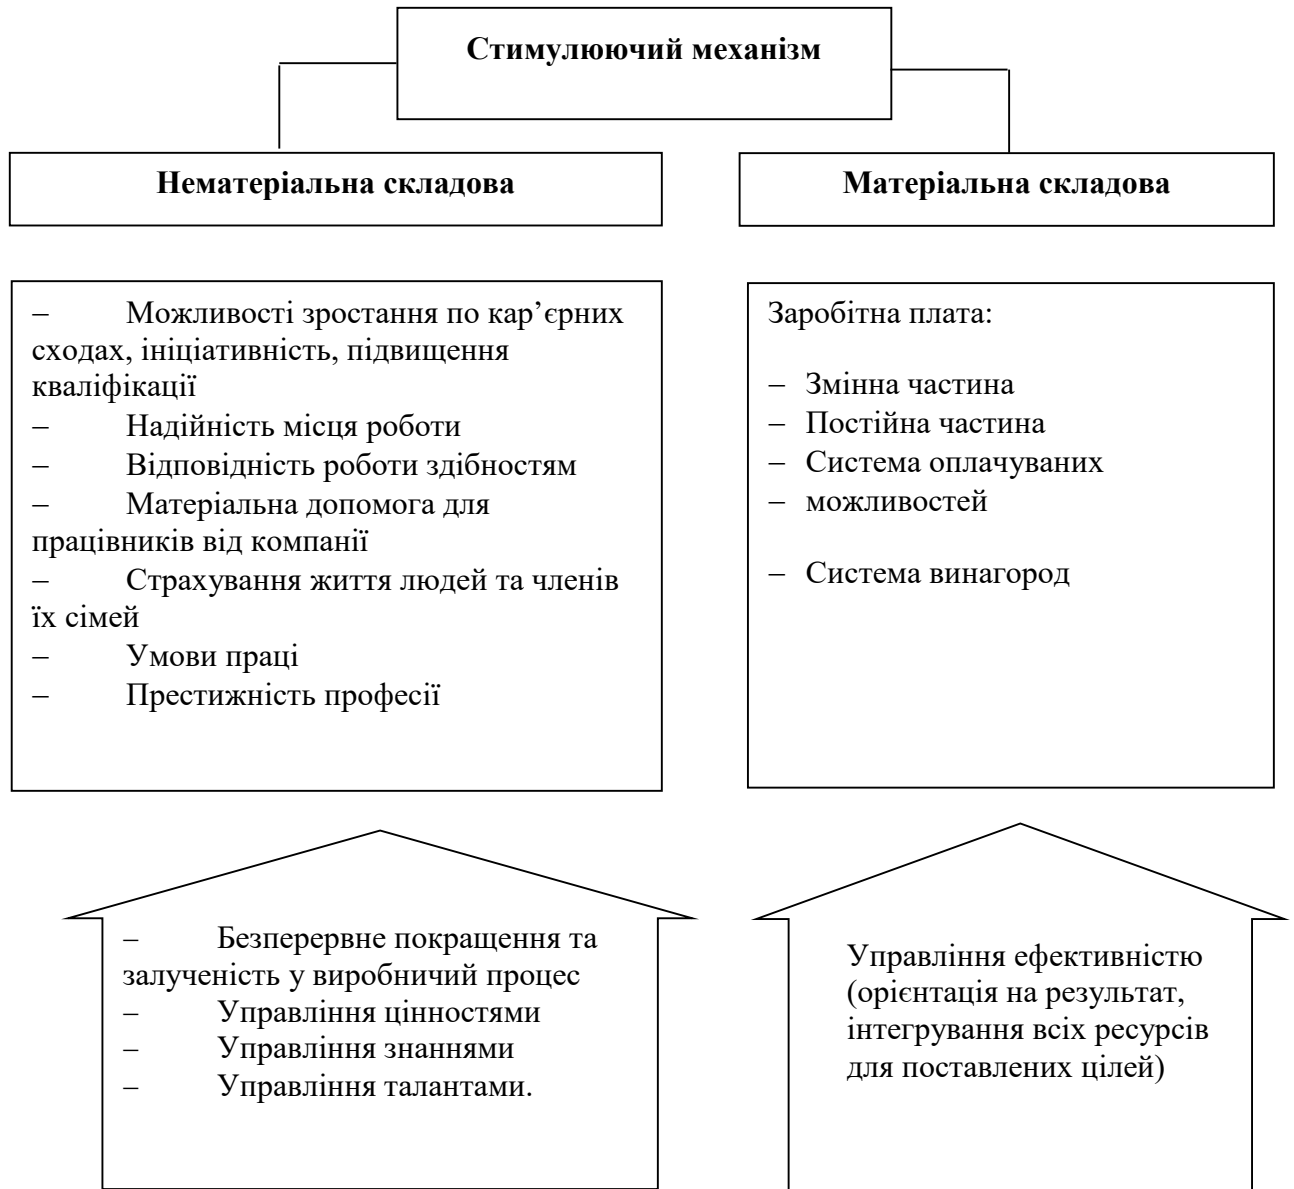 Стимулюючий механізм
Нематеріальна складова
Матеріальна складова
– Можливості зростання по кар’єрних
сходах, ініціативність, підвищення
кваліфікації
– Надійність місця роботи
– Відповідність роботи здібностям
– Матеріальна допомога для
працівників від компанії
– Страхування життя людей та членів
їх сімей
– Умови праці
– Престижність професії
Заробітна плата:
– Змінна частина
– Постійна частина
– Система оплачуваних
– можливостей
– Система винагород
– Безперервне покращення та
залученість у виробничий процес
– Управління цінностями
– Управління знаннями
– Управління талантами.
Управління ефективністю
(орієнтація на результат,
інтегрування всіх ресурсів
для поставлених цілей)